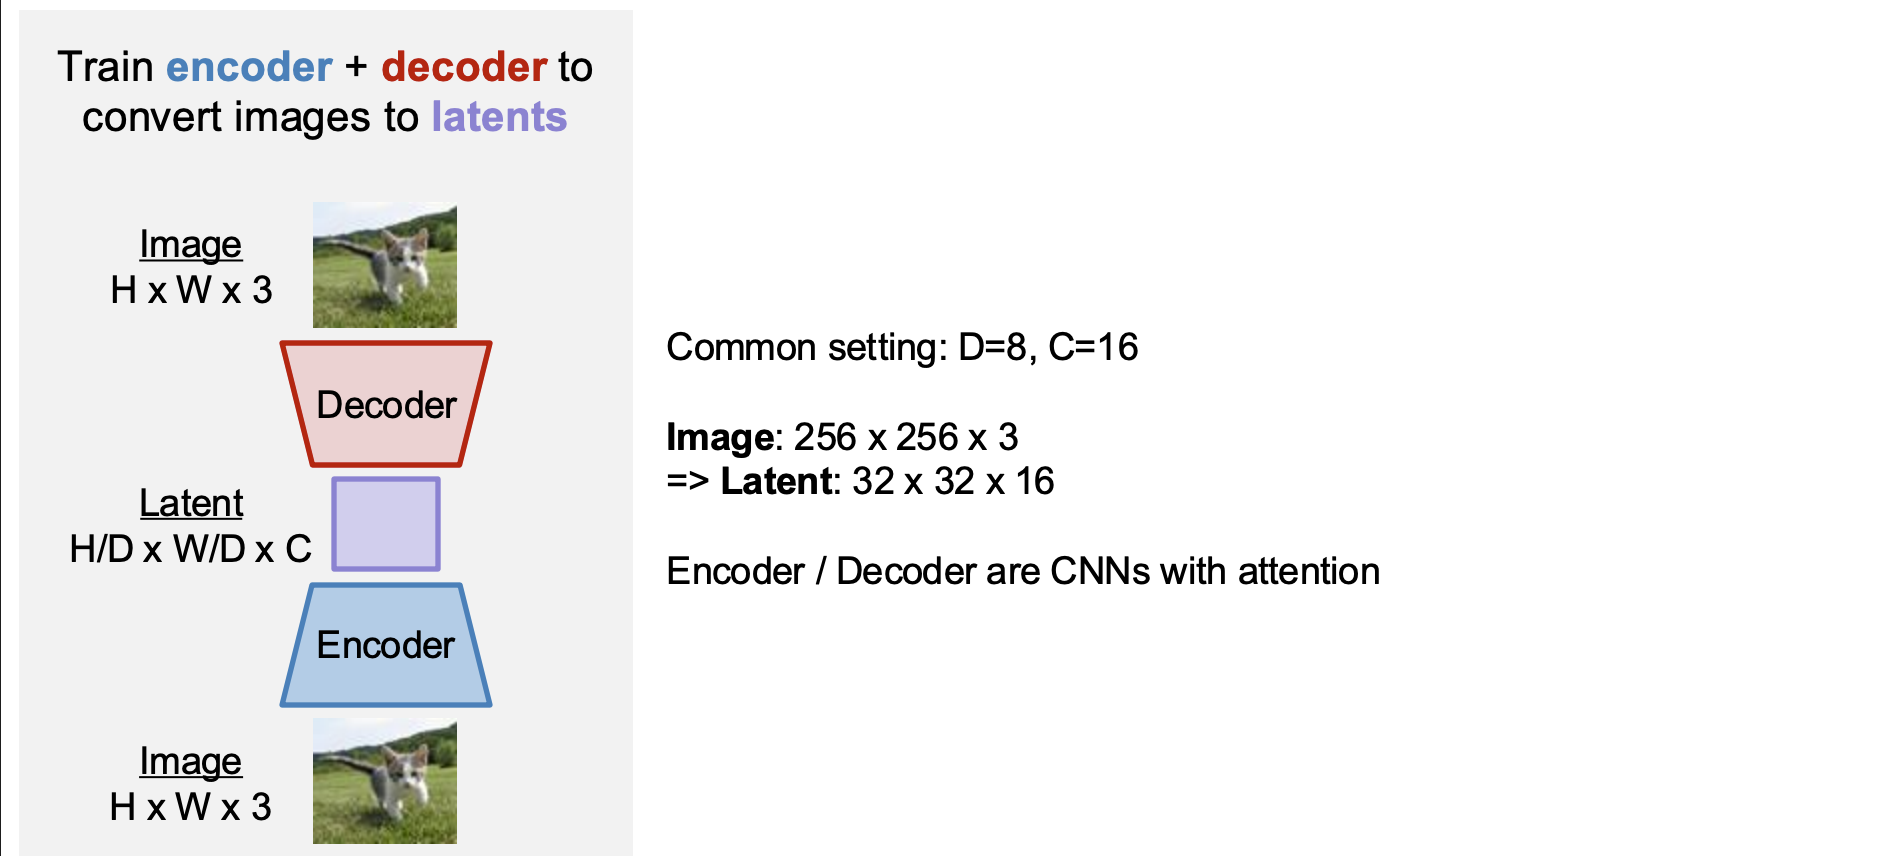 Train encoder + decoder to
convert images to latents
Image
H x W x 3
Decoder
Latent
H/D x W/D x C
Encoder
Image
H x W x 3
Common setting: D=8, C=16
Image: 256 x 256 x 3
=> Latent: 32 x 32 x 16
Encoder / Decoder are CNNs with attention